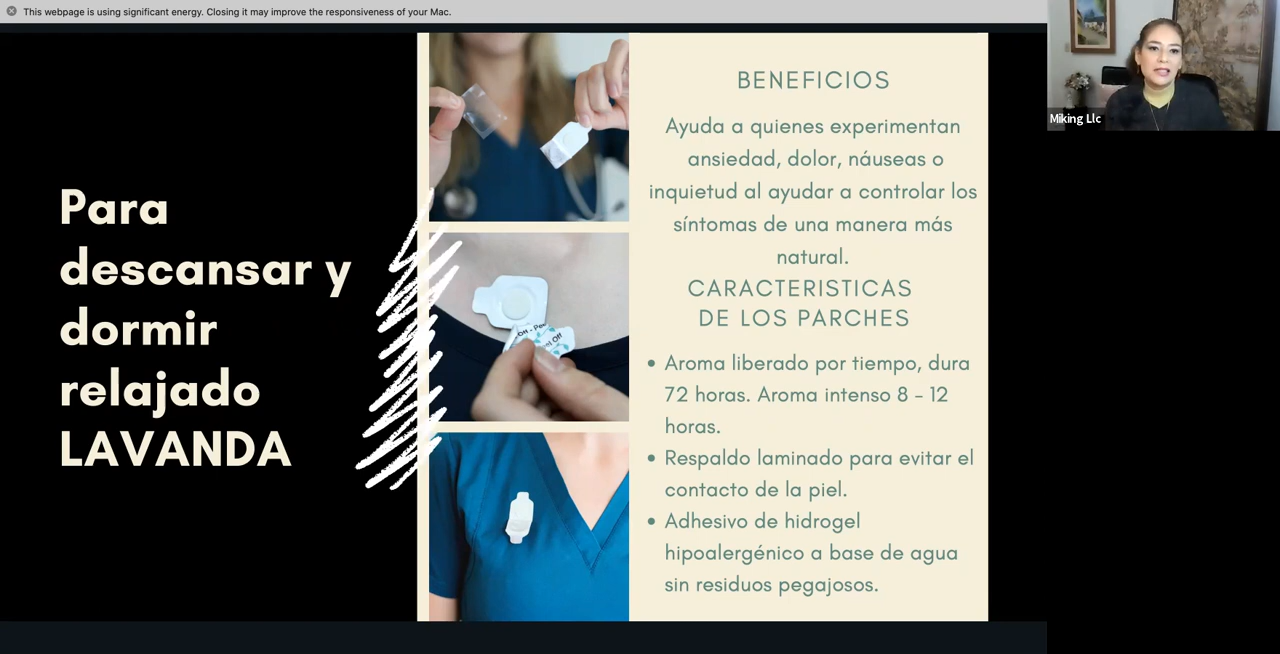 This webpage is using significant energy. Closing it may improve the responsiveness of your Mac.
Miking Llc
Para
descansar y
dormir
relajado
LAVANDA
BENEFICIOS
Ayuda a quienes experimentan
ansiedad, dolor, náuseas o
inquietud al ayudar a controlar los
síntomas de una manera más
natural.
CARACTERISTICAS
DE LOS PARCHES
• Aroma liberado por tiempo, dura
72 horas. Aroma intenso 8 - 12
horas.
• Respaldo laminado para evitar el
contacto de la piel.
• Adhesivo de hidrogel
hipoalergénico a base de agua
sin residuos pegajosos.